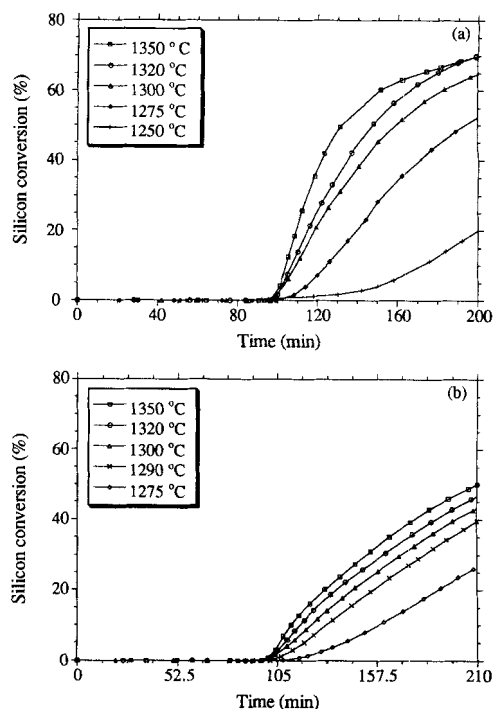 80
60
40
20
0
Silicon conversion (%)
(a)
1350 ° C
1320 °C
1300 °C
1275 °C
1250 °C
0
40
80
120
160
200
Time (min)
80
60
40
20
0
Silicon conversion (%)
(b)
1350 °C
1320 °C
1300 °C
1290 °C
1275 °C
0
52.5
105
157.5
210
Time (min)